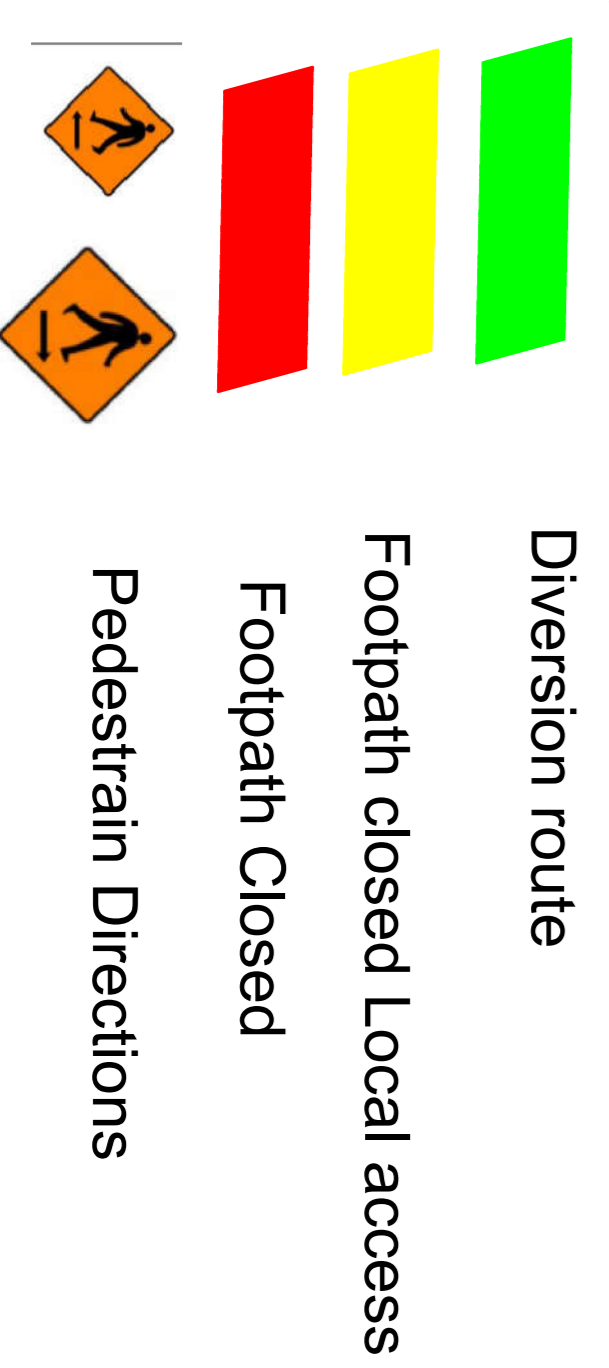 Diversion route
Footpath closed Local access
Footpath Closed
Pedestrain Directions